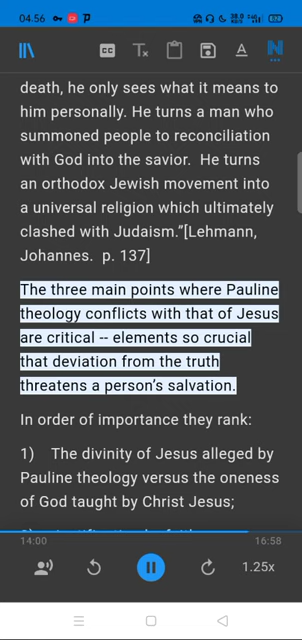 04.56
38.0
52
CC
A
N
death, he only sees what it means to
him personally. He turns a man who
summoned people to reconciliation
with God into the savior.  He turns
an orthodox Jewish movement into
a universal religion which ultimately
clashed with Judaism.”[Lehmann,
Johannes.  p. 137]
The three main points where Pauline
theology conflicts with that of Jesus
are critical -- elements so crucial
that deviation from the truth
threatens a person’s salvation.
In order of importance they rank:
1)    The divinity of Jesus alleged by
Pauline theology versus the oneness
of God taught by Christ Jesus;
14:00
16:58
1.25x